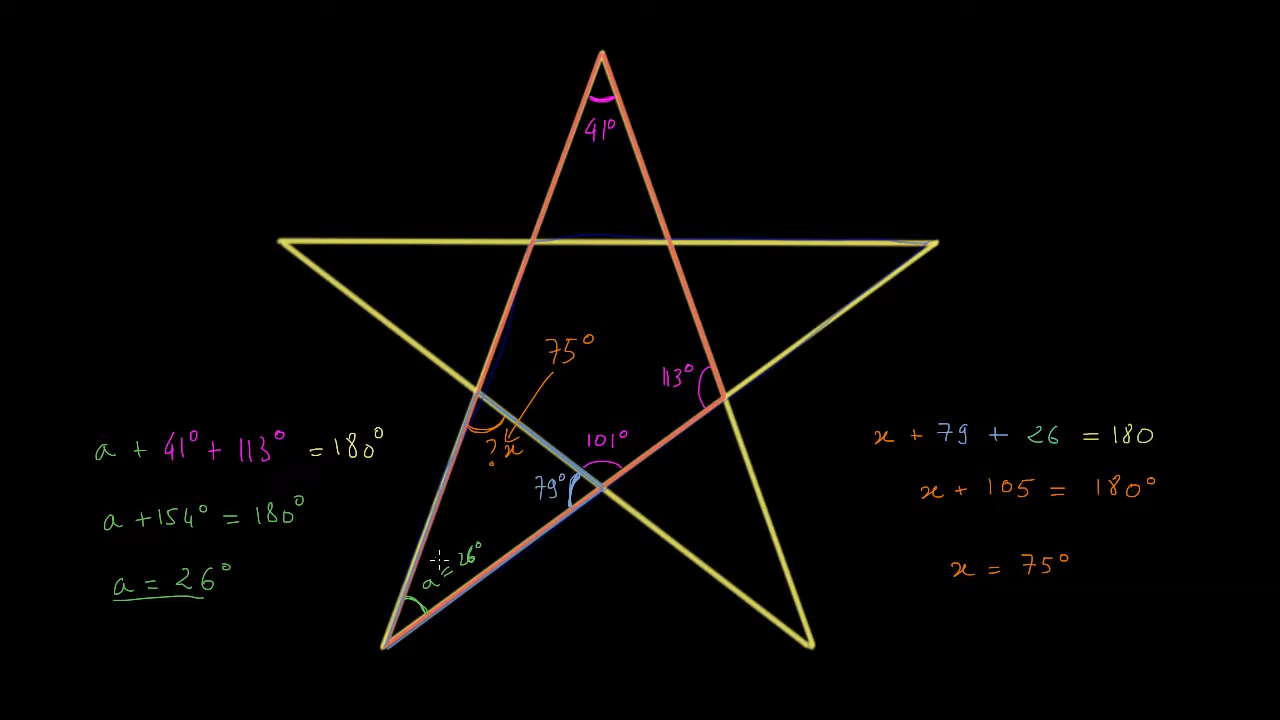 41°
75°
113°
101°
? x
79°
a = 26°
a + 41° + 113° = 180°
a + 154° = 180°
a = 26°
x + 79 + 26 = 180
x + 105 = 180°
x = 75°